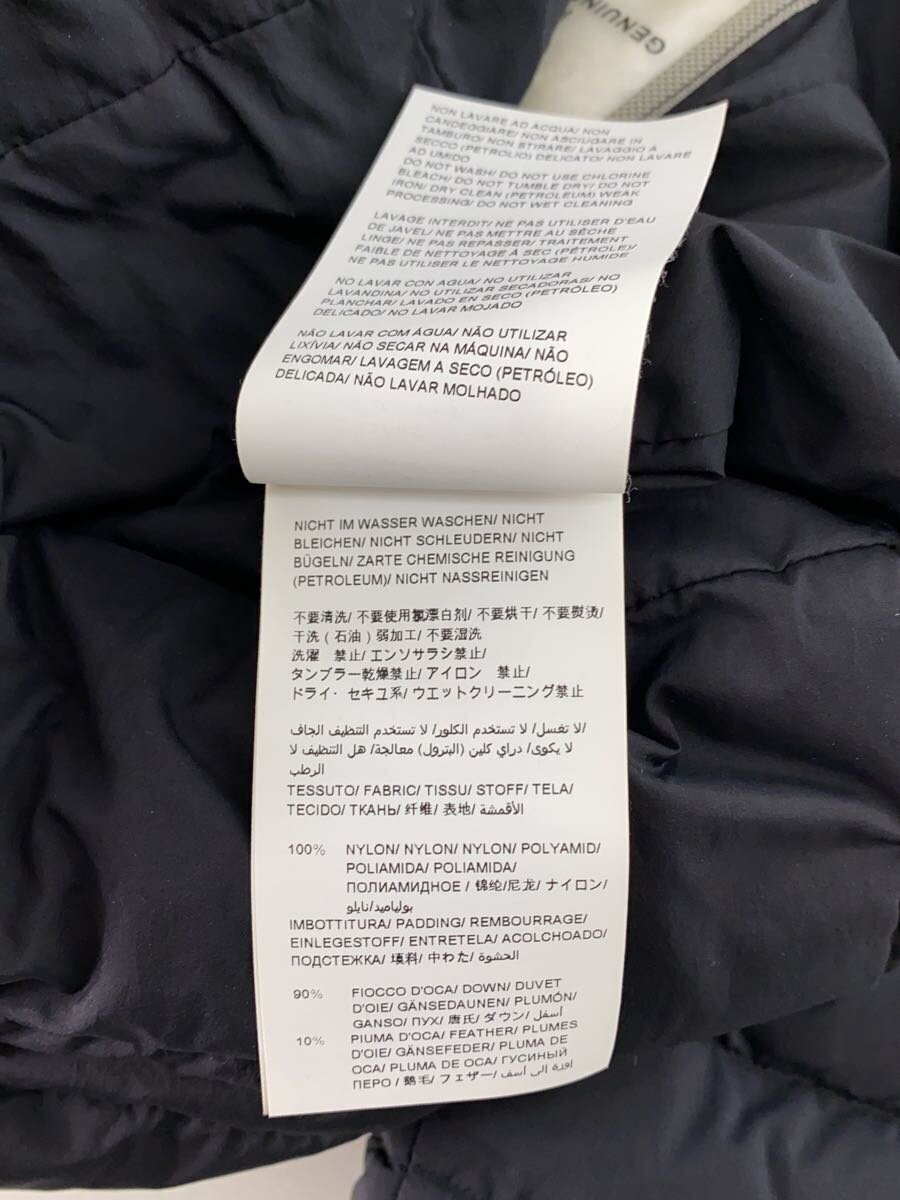 GENUINE
NON LAVARE AD ACQUA/ NON
CANDEGGIARE/ NON ASCIUGARE IN
TAMBURO/ NON STIRARE/ LAVAGGIO A
SECCO (PETROLIO) DELICATO/ NON LAVARE
AD UMIDO
DO NOT WASH/ DO NOT USE CHLORINE
BLEACH/ DO NOT TUMBLE DRY/ DO NOT
IRON/ DRY CLEAN (PETROLEUM) WEAK
PROCESSING/ DO NOT WET CLEANING
LAVAGE INTERDIT/ NE PAS UTILISER D'EAU
DE JAVEL/ NE PAS METTRE AU SÈCHE
LINGE/ NE PAS REPASSER/ TRAITEMENT
FAIBLE DE NETTOYAGE À SEC (PÉTROLE)/
NE PAS UTILISER LE NETTOYAGE HUMIDE
NO LAVAR CON AGUA/ NO UTILIZAR
LAVANDINA/ NO UTILIZAR SECADORAS/ NO
PLANCHAR/ LAVADO EN SECO (PETRÓLEO)
DELICADO/ NO LAVAR MOJADO
NÃO LAVAR COM ÁGUA/ NÃO UTILIZAR
LIXÍVIA/ NÃO SECAR NA MÁQUINA/ NÃO
ENGOMAR/ LAVAGEM A SECO (PETRÓLEO)
DELICADA/ NÃO LAVAR MOLHADO
NICHT IM WASSER WASCHEN/ NICHT
BLEICHEN/ NICHT SCHLEUDERN/ NICHT
BÜGELN/ ZARTE CHEMISCHE REINIGUNG
(PETROLEUM)/ NICHT NASSREINIGEN
不要清洗/ 不要使用氯漂白剂/ 不要烘干/ 不要熨烫/
干洗 ( 石油 ) 弱加工/ 不要湿洗
洗濯 禁止/ エンソサラシ禁止/
タンブラー乾燥禁止/ アイロン 禁止/
ドライ・セキユ系/ ウエットクリーニング禁止
لا تغسل/ لا تستخدم الكلور/ لا تستخدم التنظيف الجاف/
لا يكوى/ دراي كلين (البترول) معالجة/ هل التنظيف لا
الرطب
TESSUTO/ FABRIC/ TISSU/ STOFF/ TELA/
TECIDO/ ТКАНЬ/ 纤维/ 表地/ الأقمشة
100% NYLON/ NYLON/ NYLON/ POLYAMID/
POLIAMIDA/ POLIAMIDA/
ПОЛИАМИДНОЕ / 锦纶/尼龙/ ナイロン/
بولياميد/نايلو
IMBOTTITURA/ PADDING/ REMBOURRAGE/
EINLEGESTOFF/ ENTRETELA/ ACOLCHOADO/
ПОДСТЕЖКА/ 填料/ 中わた/ الحشوة
90% FIOCCO D'OCA/ DOWN/ DUVET
D'OIE/ GÄNSEDAUNEN/ PLUMÓN/
GANSO/ ПУХ/ 唐氏/ ダウン/ أسفل
10% PIUMA D'OCA/ FEATHER/ PLUMES
D'OIE/ GÄNSEFEDER/ PLUMA DE
OCA/ PLUMA DE OCA/ ГУСИНЫЙ
ПЕРО / 鹅毛/ フェザー/ إلى أسف